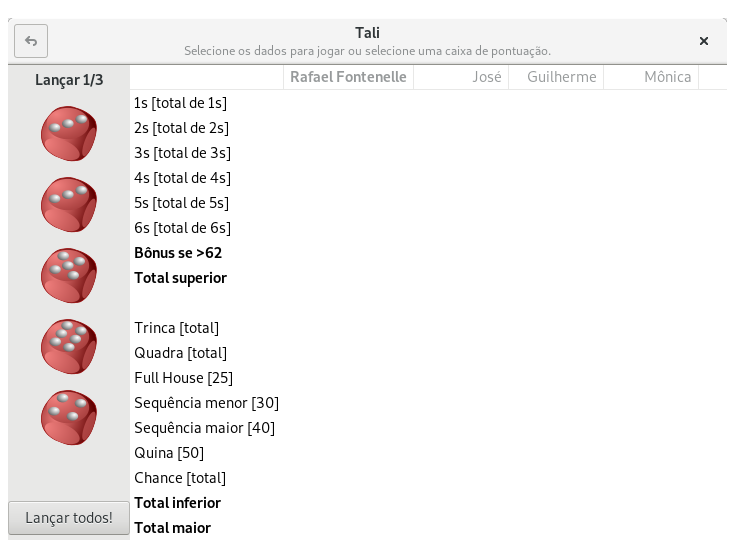 Tali
Selecione os dados para jogar ou selecione uma caixa de pontuação.
Lançar 1/3
Rafael Fontenelle José Guilherme Mônica
1s [total de 1s]
2s [total de 2s]
3s [total de 3s]
4s [total de 4s]
5s [total de 5s]
6s [total de 6s]
Bônus se >62
Total superior
Trinca [total]
Quadra [total]
Full House [25]
Sequência menor [30]
Sequência maior [40]
Quina [50]
Chance [total]
Total inferior
Total maior
Lançar todos!